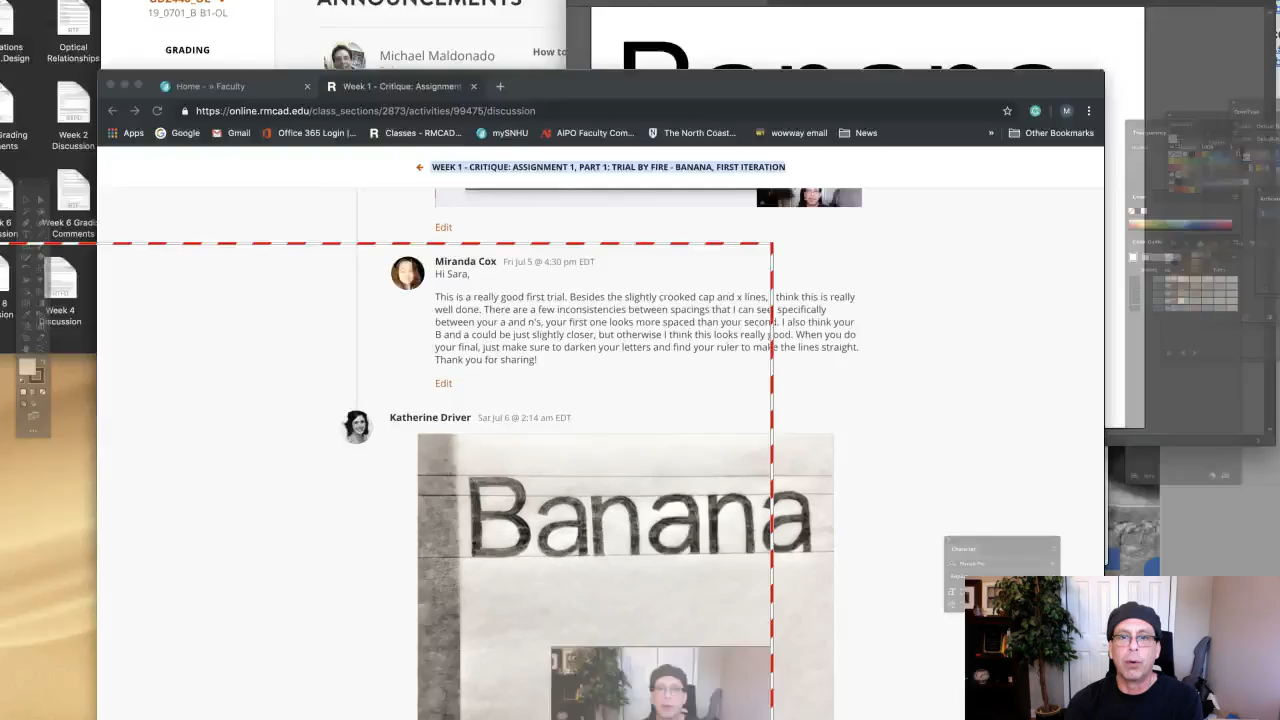 ANNOUNCEMENTS
19_0701_B B1-OL
GRADING
Michael Maldonado
How to
Optical
Relationships
Week 2
Discussion
Week 6
Comments
Week 4
Discussion
Banana
Home - » Faculty
Week 1 - Critique: Assignment
https://online.rmcad.com/class_sections/2873/activities/99475/discussion
Apps
Google
Gmail
Office 365 Login |...
Classes - RMCAD...
mySNHU
AIPO Faculty Com...
The North Coast...
wowway email
News
»
Other Bookmarks
WEEK 1 - CRITIQUE: ASSIGNMENT 1, PART 1: TRIAL BY FIRE - BANANA, FIRST ITERATION
Edit
Miranda Cox Fri Jul 5 @ 4:30 pm EDT
Hi Sara,
This is a really good first trial. Besides the slightly crooked cap and x lines, I think this is really
well done. There are a few inconsistencies between spacings that I can see, specifically
between your a and n's, your first one looks more spaced than your second. I also think your
B and a could be just slightly closer, but otherwise I think this looks really good. When you do
your final, just make sure to darken your letters and find your ruler to make the lines straight.
Thank you for sharing!
Edit
Katherine Driver Sat Jul 6 @ 2:14 am EDT
Banana
Character